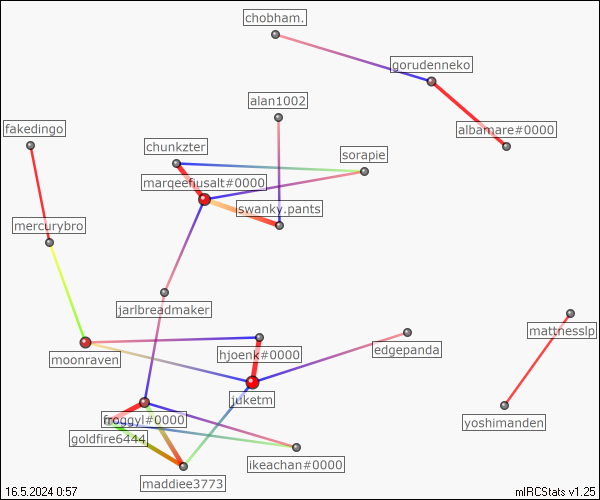 chobham.
gorudenneko
alan1002
fakedingo
albamare#0000
chunkzter
sorapie
marqeefiusalt#0000
swanky.pants
mercurybro
jarlbreadmaker
mattnesslp
moonraven
hjoenk#0000
edgepanda
juketm
froggyl#0000
yoshimanden
goldfire6444
ikeachan#0000
maddiee3773
16.5.2024 0:57
mIRCStats v1.25